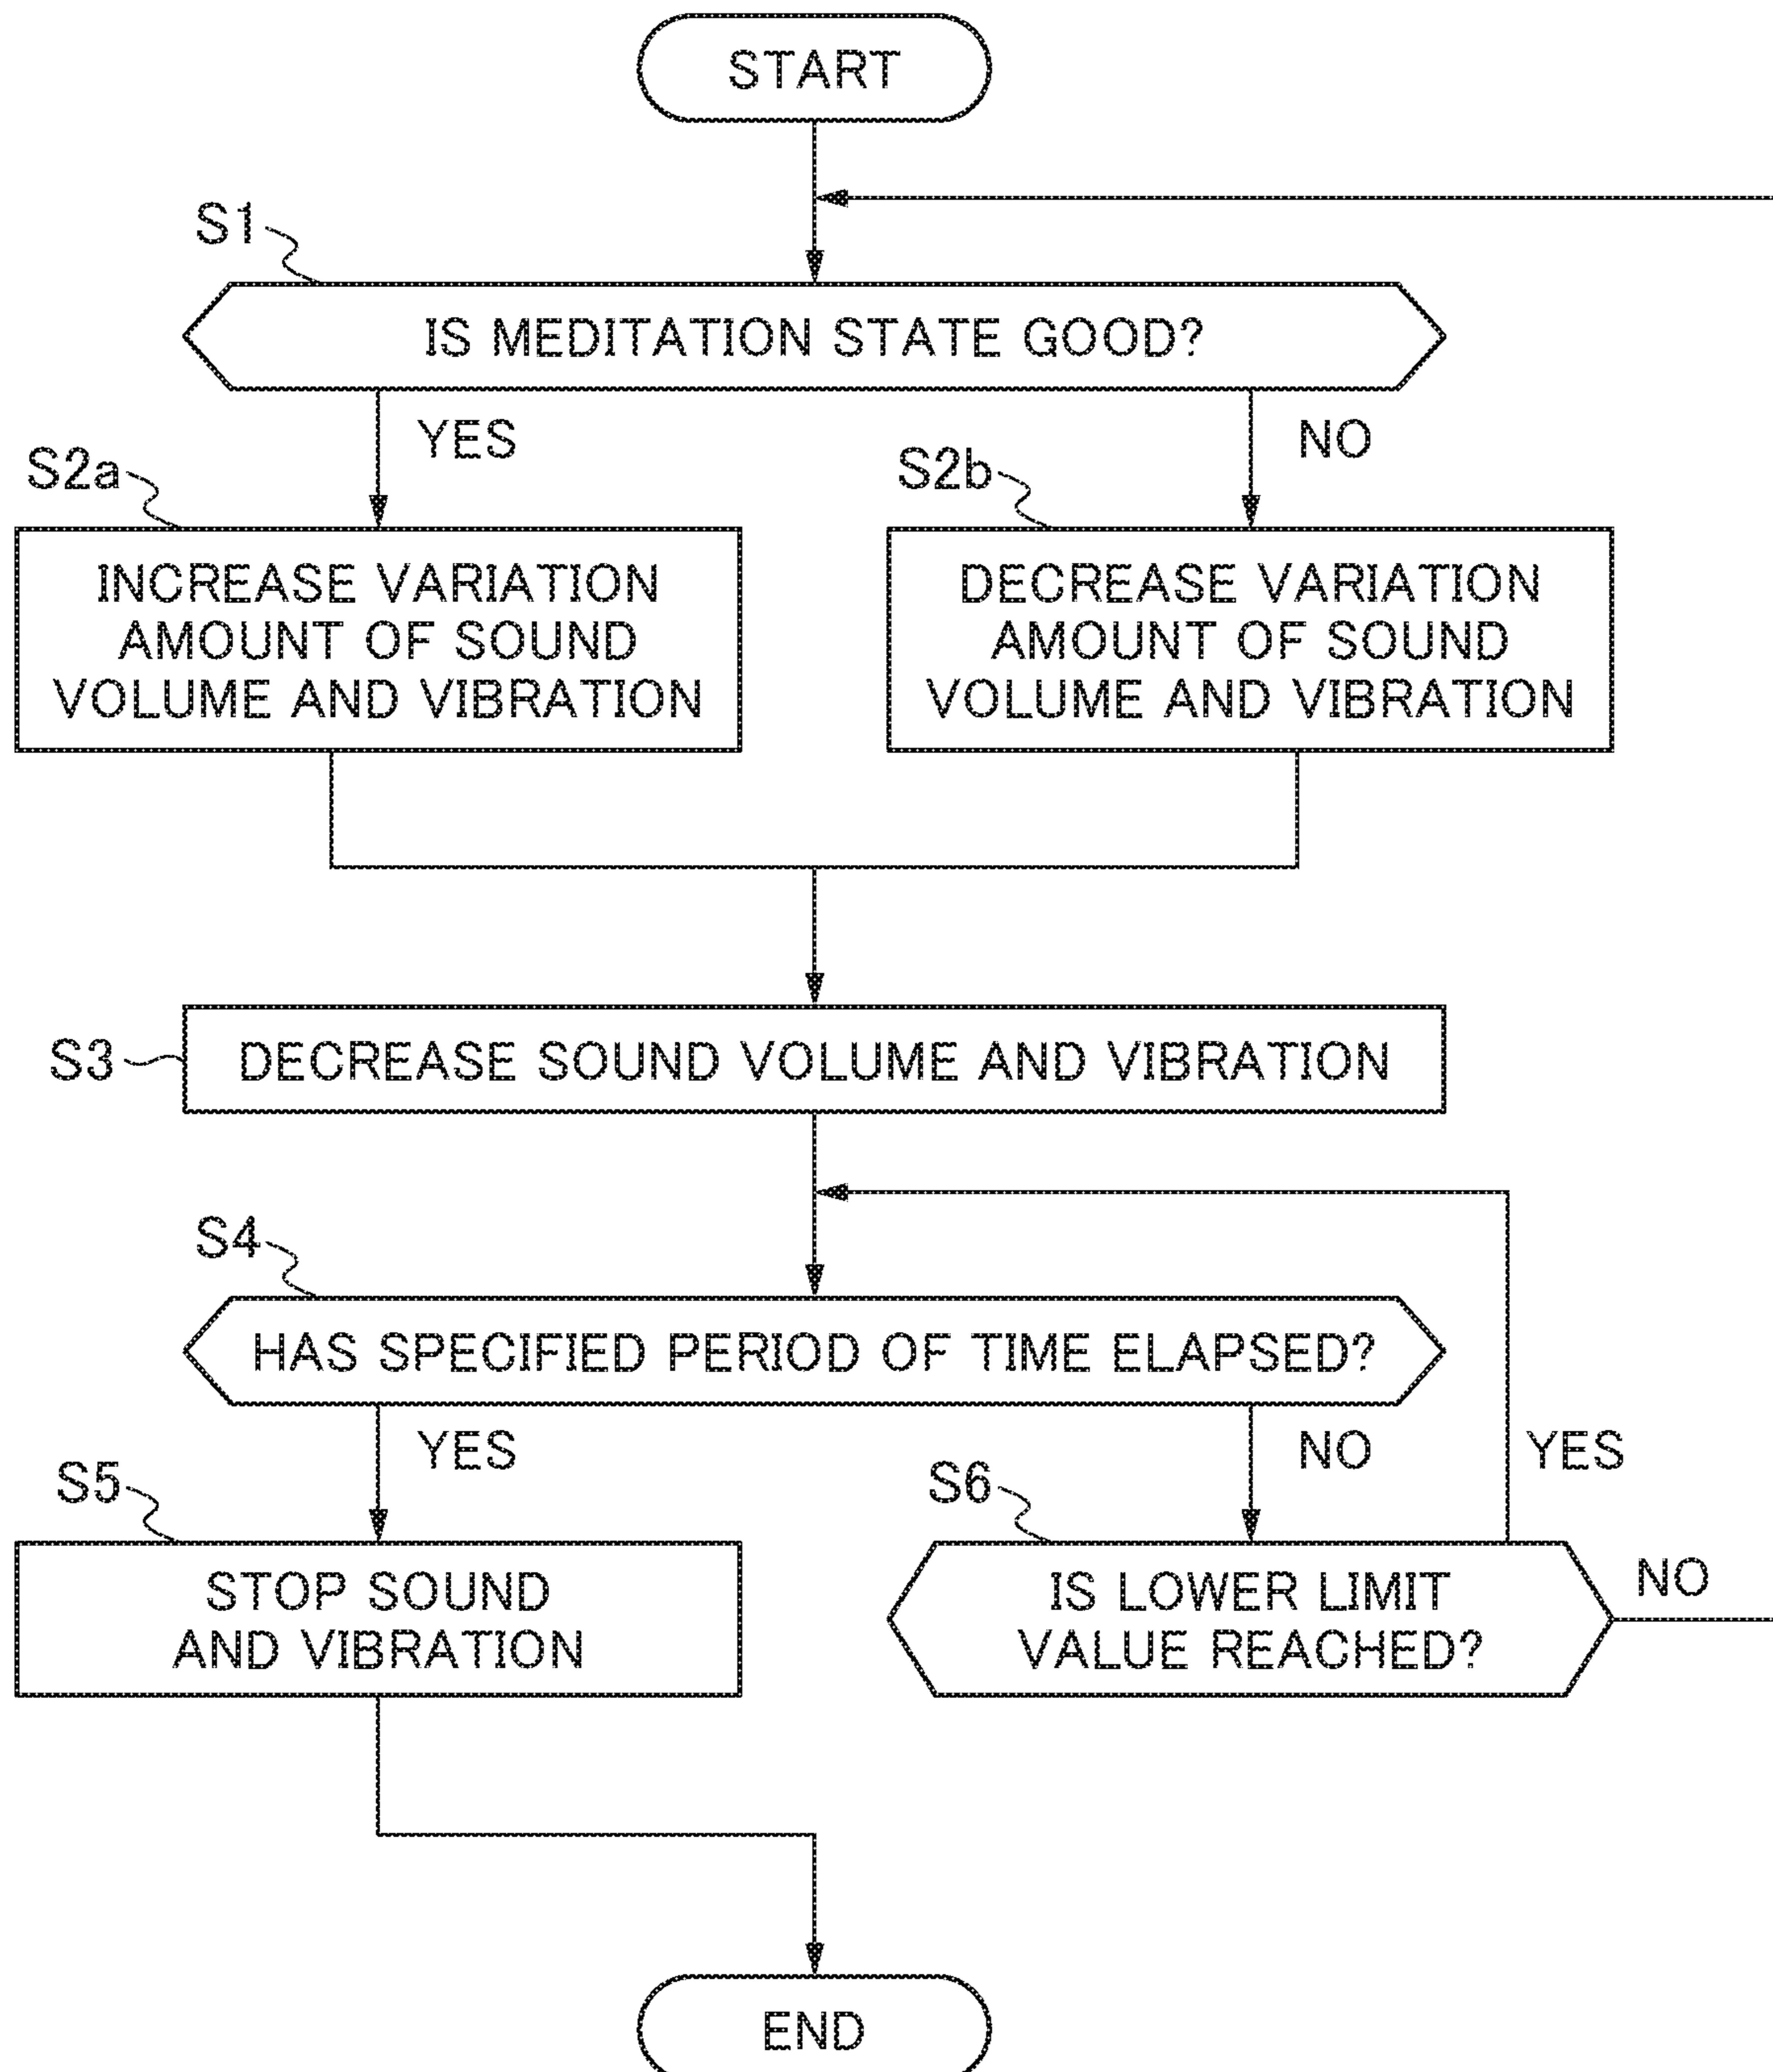 START
S1
IS MEDITATION STATE GOOD?
YES
NO
S2a
S2b
INCREASE VARIATION
AMOUNT OF SOUND
VOLUME AND VIBRATION
DECREASE VARIATION
AMOUNT OF SOUND
VOLUME AND VIBRATION
S3
DECREASE SOUND VOLUME AND VIBRATION
S4
HAS SPECIFIED PERIOD OF TIME ELAPSED?
YES
NO
YES
S5
S6
STOP SOUND
AND VIBRATION
IS LOWER LIMIT
VALUE REACHED?
NO
END